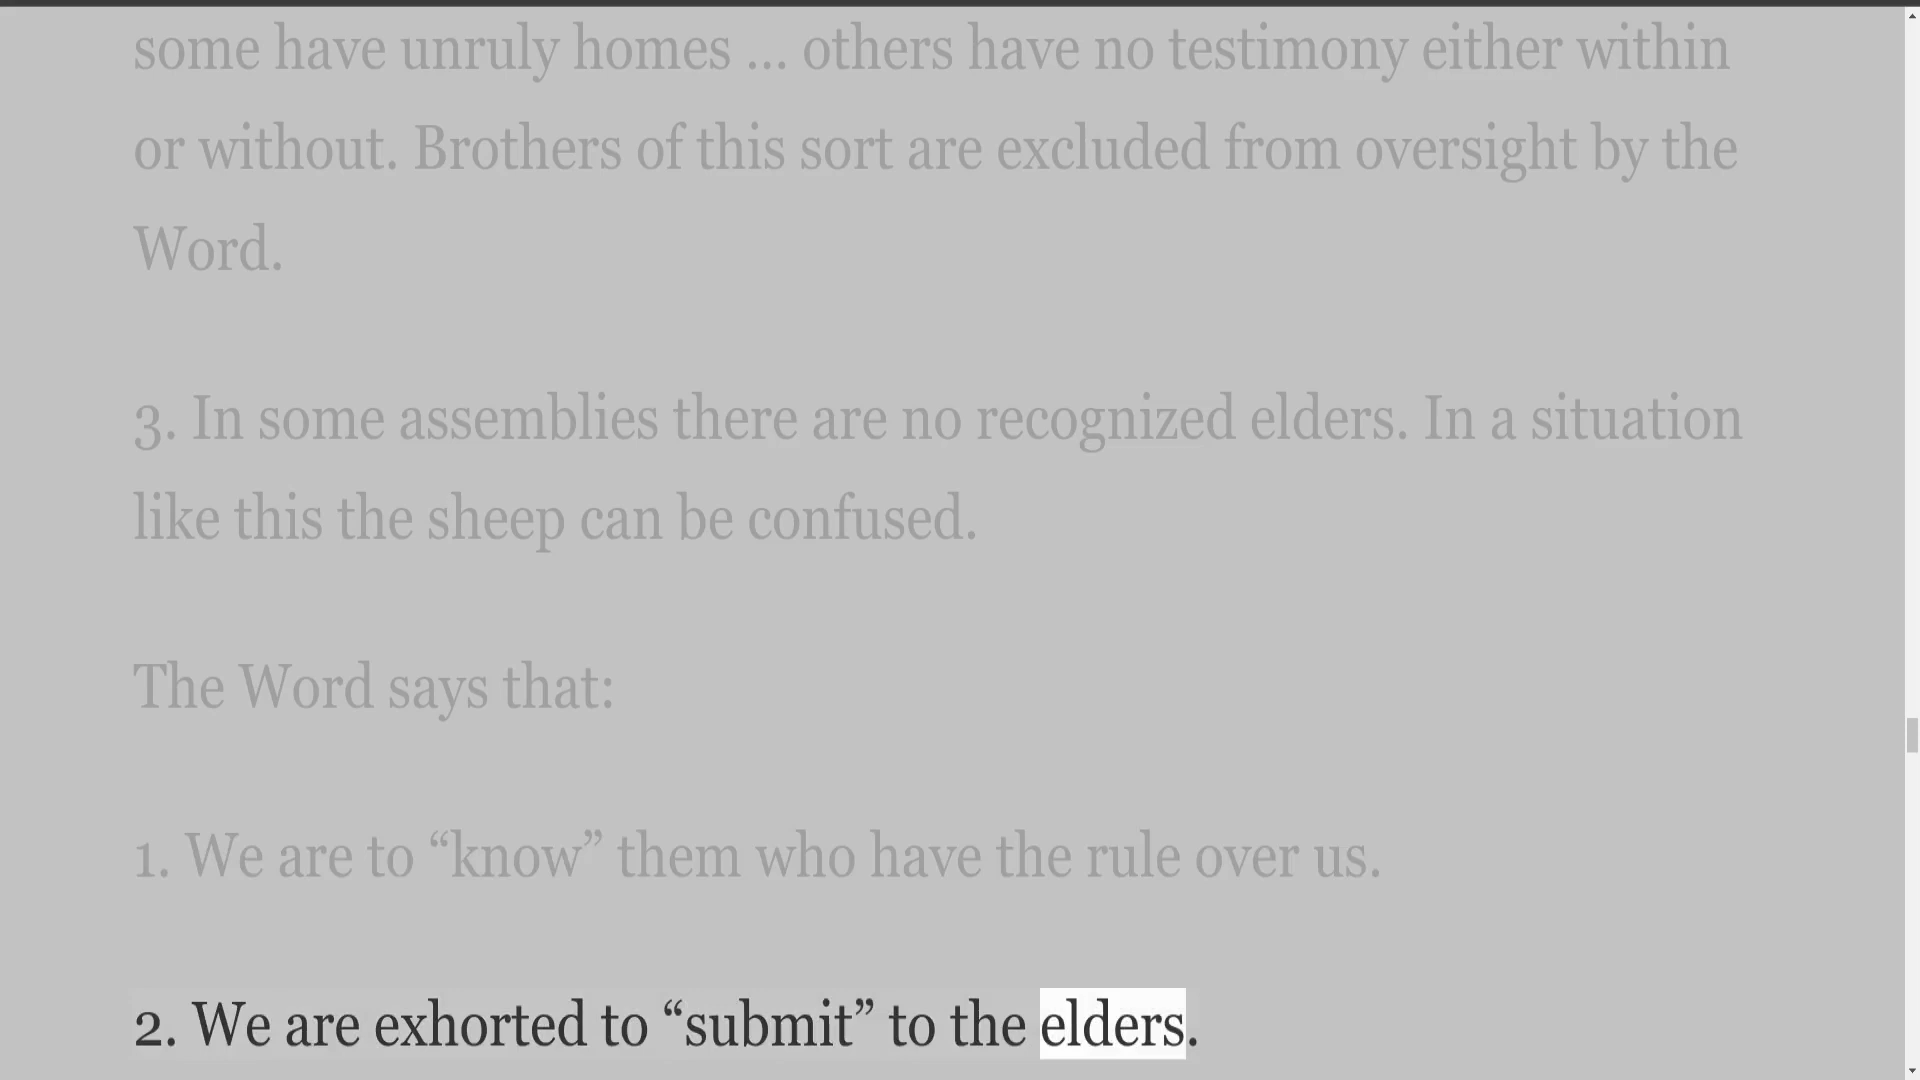 some have unruly homes ... others have no testimony either within
or without. Brothers of this sort are excluded from oversight by the
Word.
3. In some assemblies there are no recognized elders. In a situation
like this the sheep can be confused.
The Word says that:
1. We are to “know” them who have the rule over us.
2. We are exhorted to “submit” to the elders.